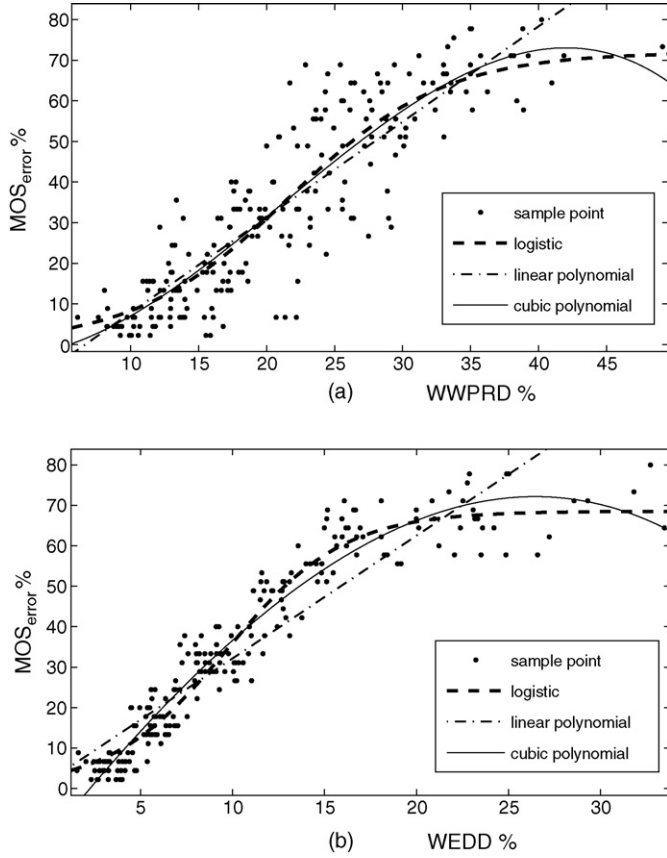 80
70
60
50
40
30
20
10
0
MOSerror %
sample point
logistic
linear polynomial
cubic polynomial
10 15 20 25 30 35 40 45
(a) WWPRD %
80
70
60
50
40
30
20
10
0
MOSerror %
sample point
logistic
linear polynomial
cubic polynomial
5 10 15 20 25 30
(b) WEDD %